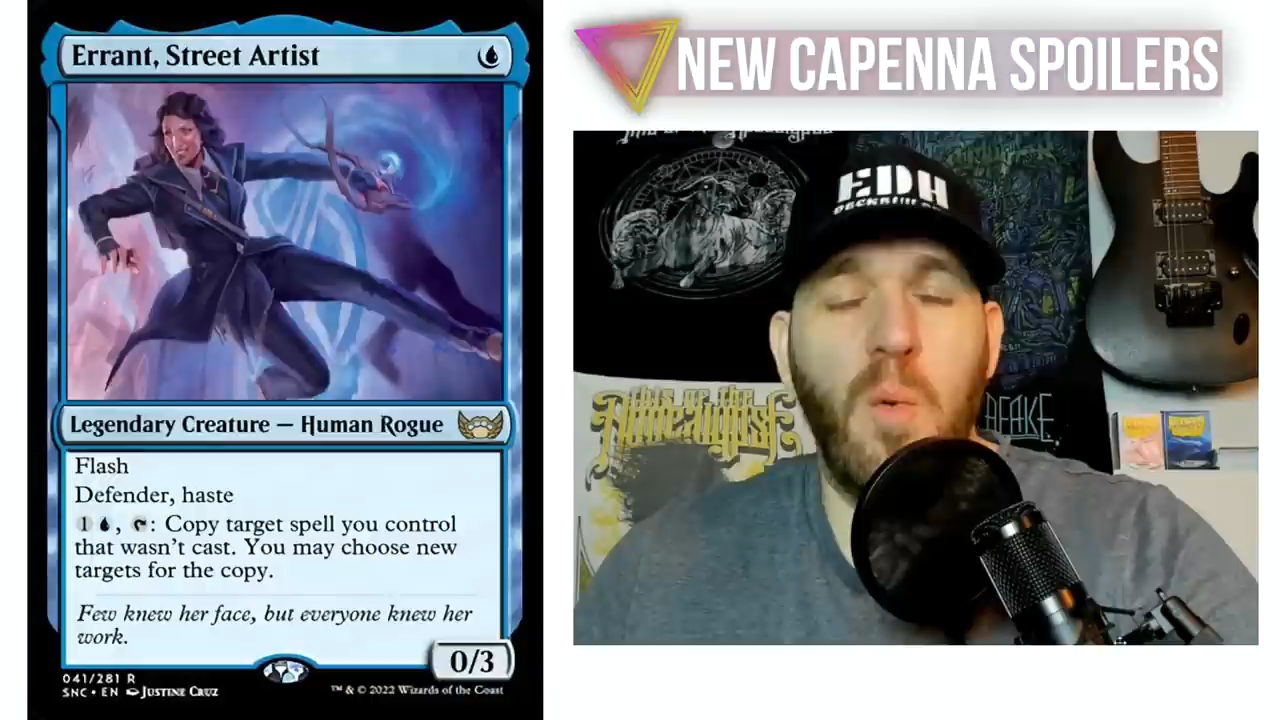 Errant, Street Artist
Legendary Creature — Human Rogue
Flash
Defender, haste
1 , : Copy target spell you control
that wasn't cast. You may choose new
targets for the copy.
Few knew her face, but everyone knew her
work.
0/3
041/281 R
SNC • EN Justine Cruz
™ & © 2022 Wizards of the Coast
NEW CAPENNA SPOILERS
EDH